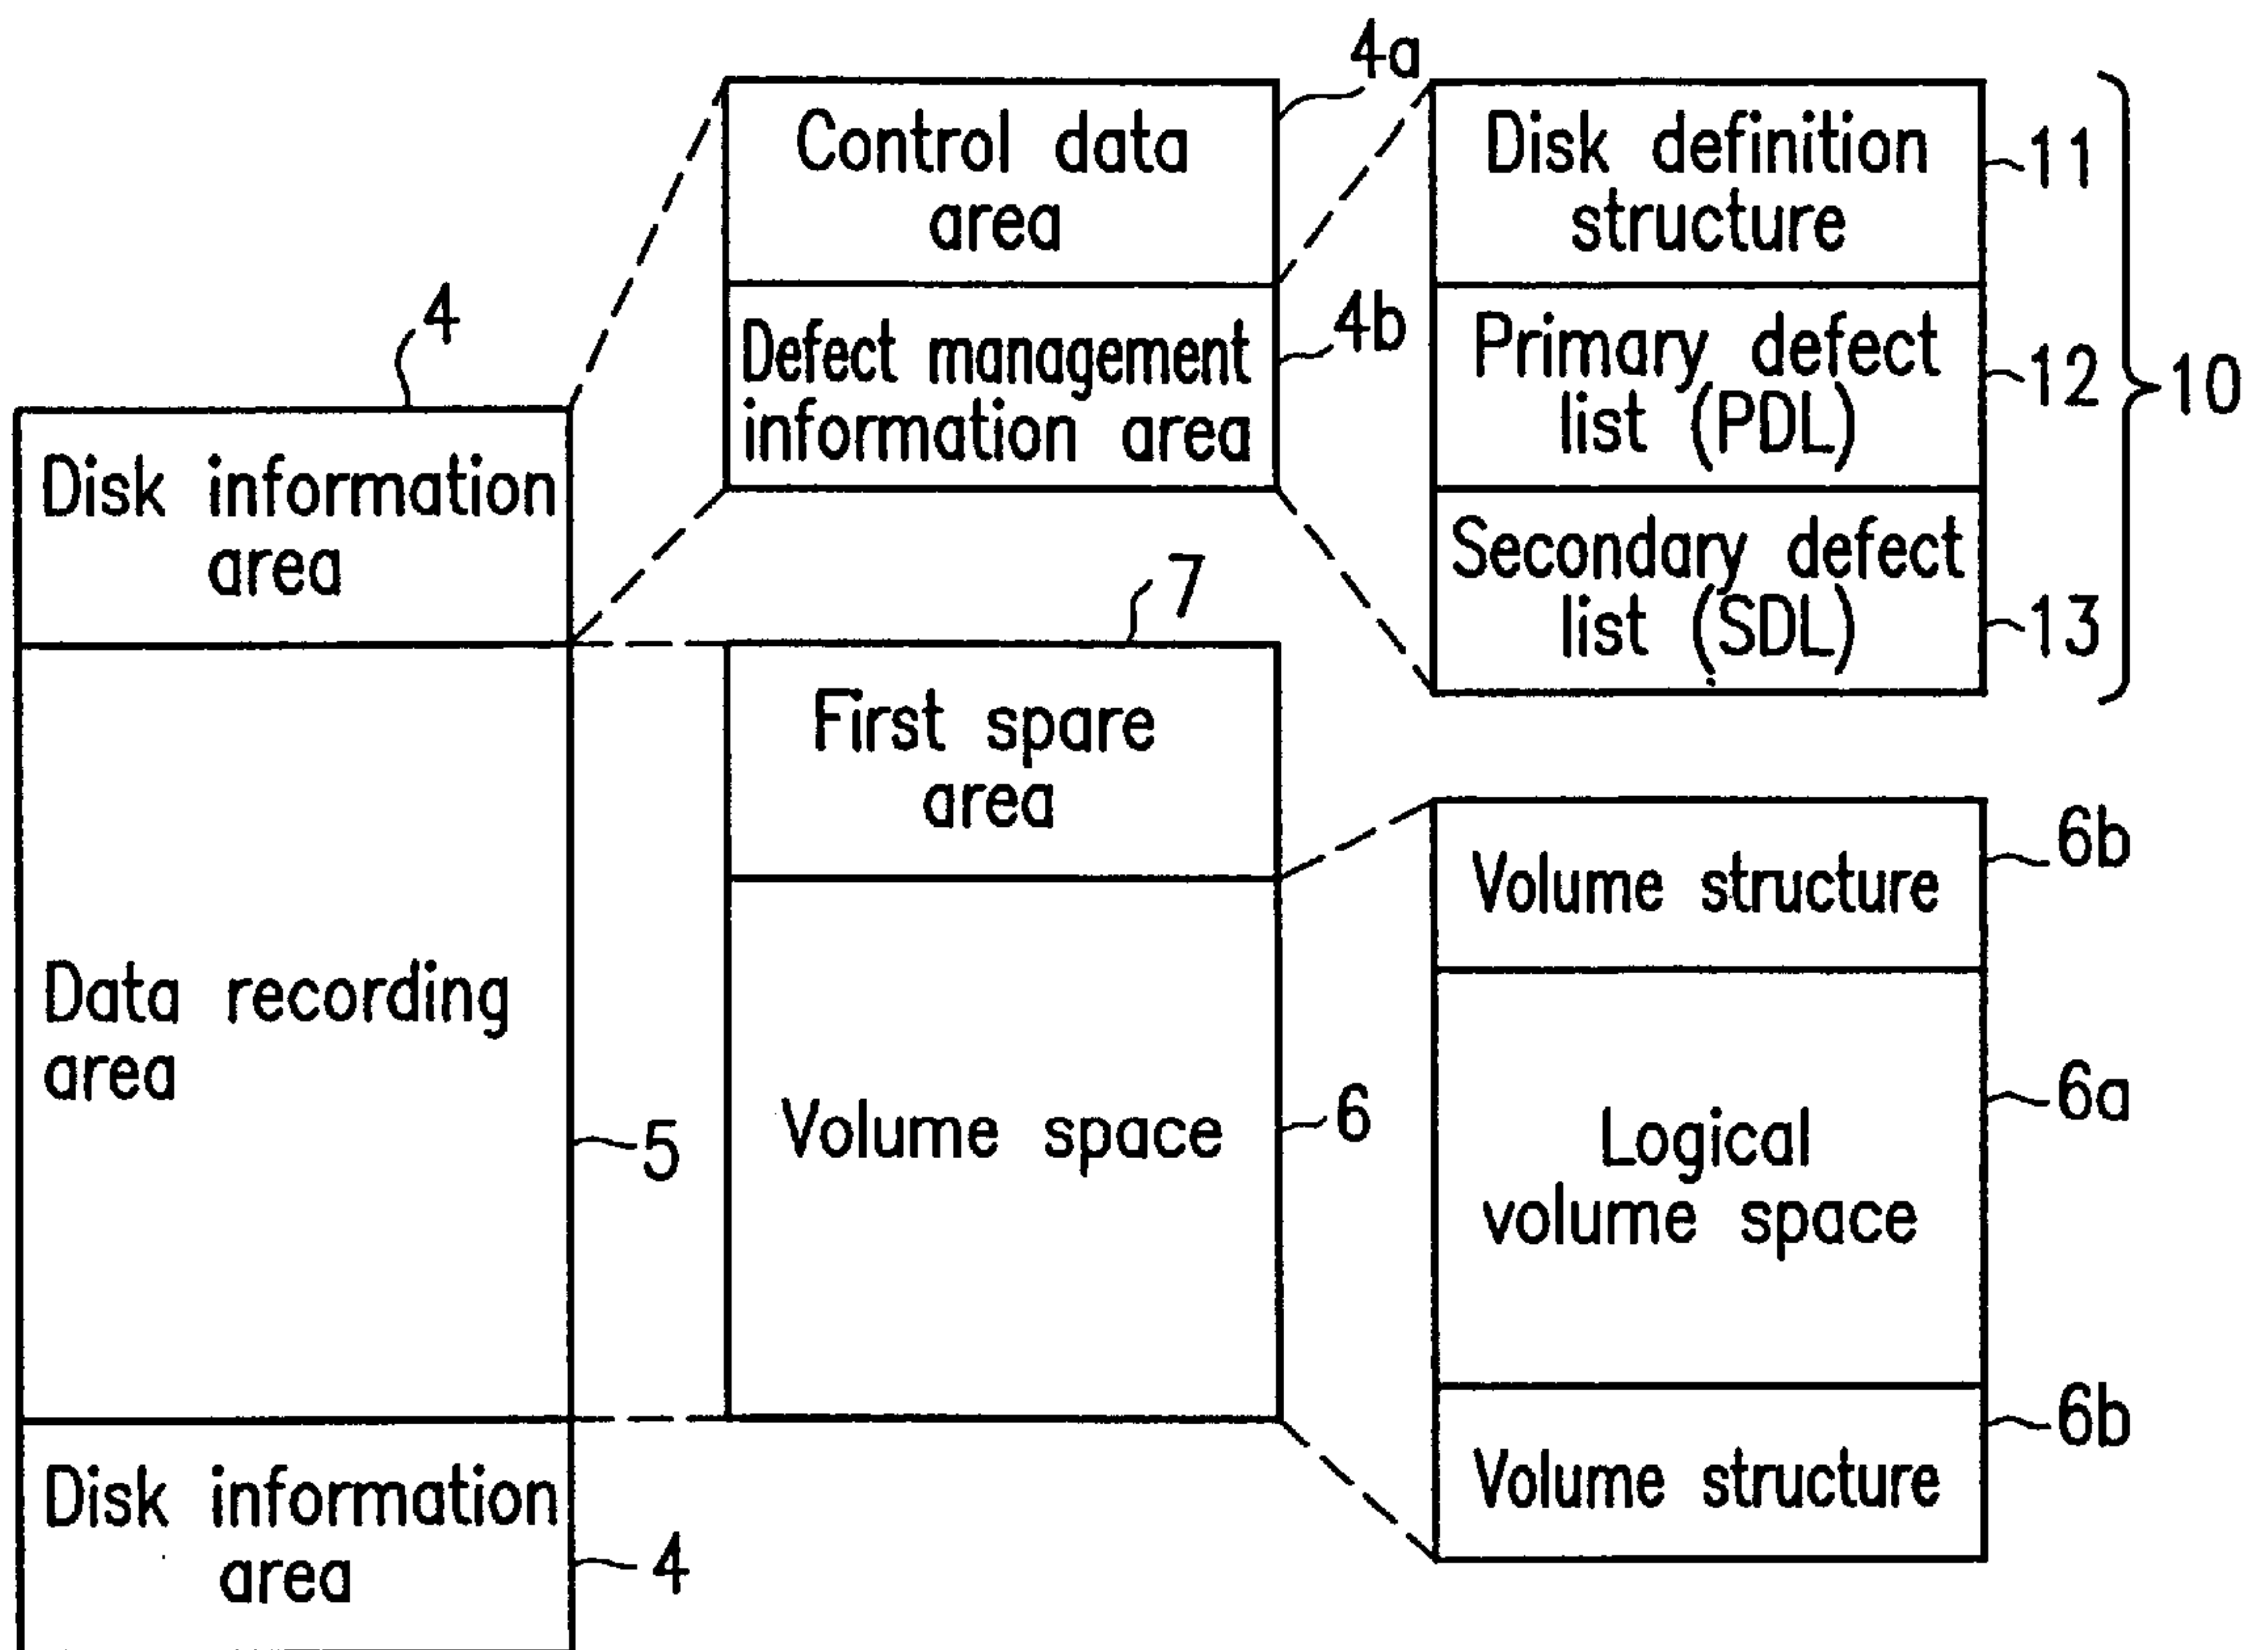 4
Disk information
area
Data recording
area
5
Disk information
area
4
4a
Control data
area
4b
Defect management
information area
7
First spare
area
Volume space
6
Disk definition
structure
11
Primary defect
list (PDL)
12
Secondary defect
list (SDL)
13
10
6b
Volume structure
6a
Logical
volume space
6b
Volume structure